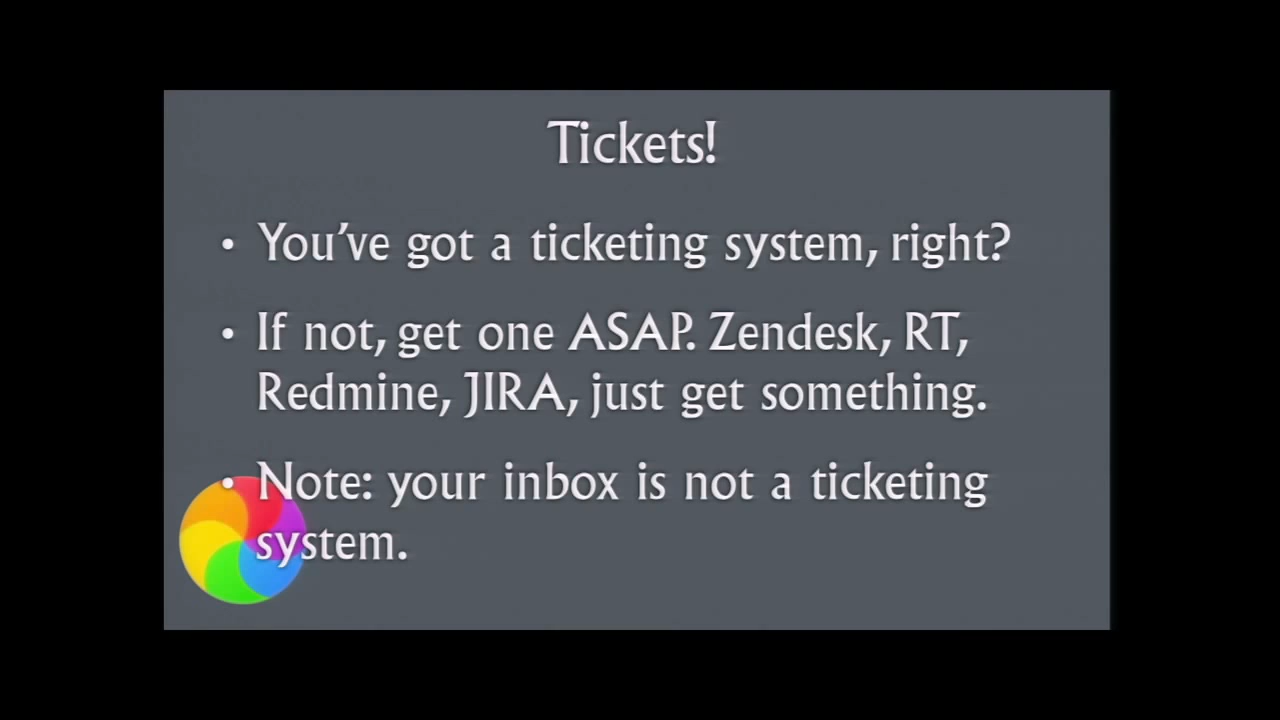 Tickets!
• You've got a ticketing system, right?
• If not, get one ASAP. Zendesk, RT,
Redmine, JIRA, just get something.
• Note: your inbox is not a ticketing
system.